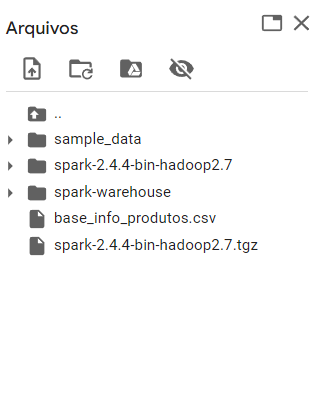 Arquivos
..
sample_data
spark-2.4.4-bin-hadoop2.7
spark-warehouse
base_info_produtos.csv
spark-2.4.4-bin-hadoop2.7.tgz